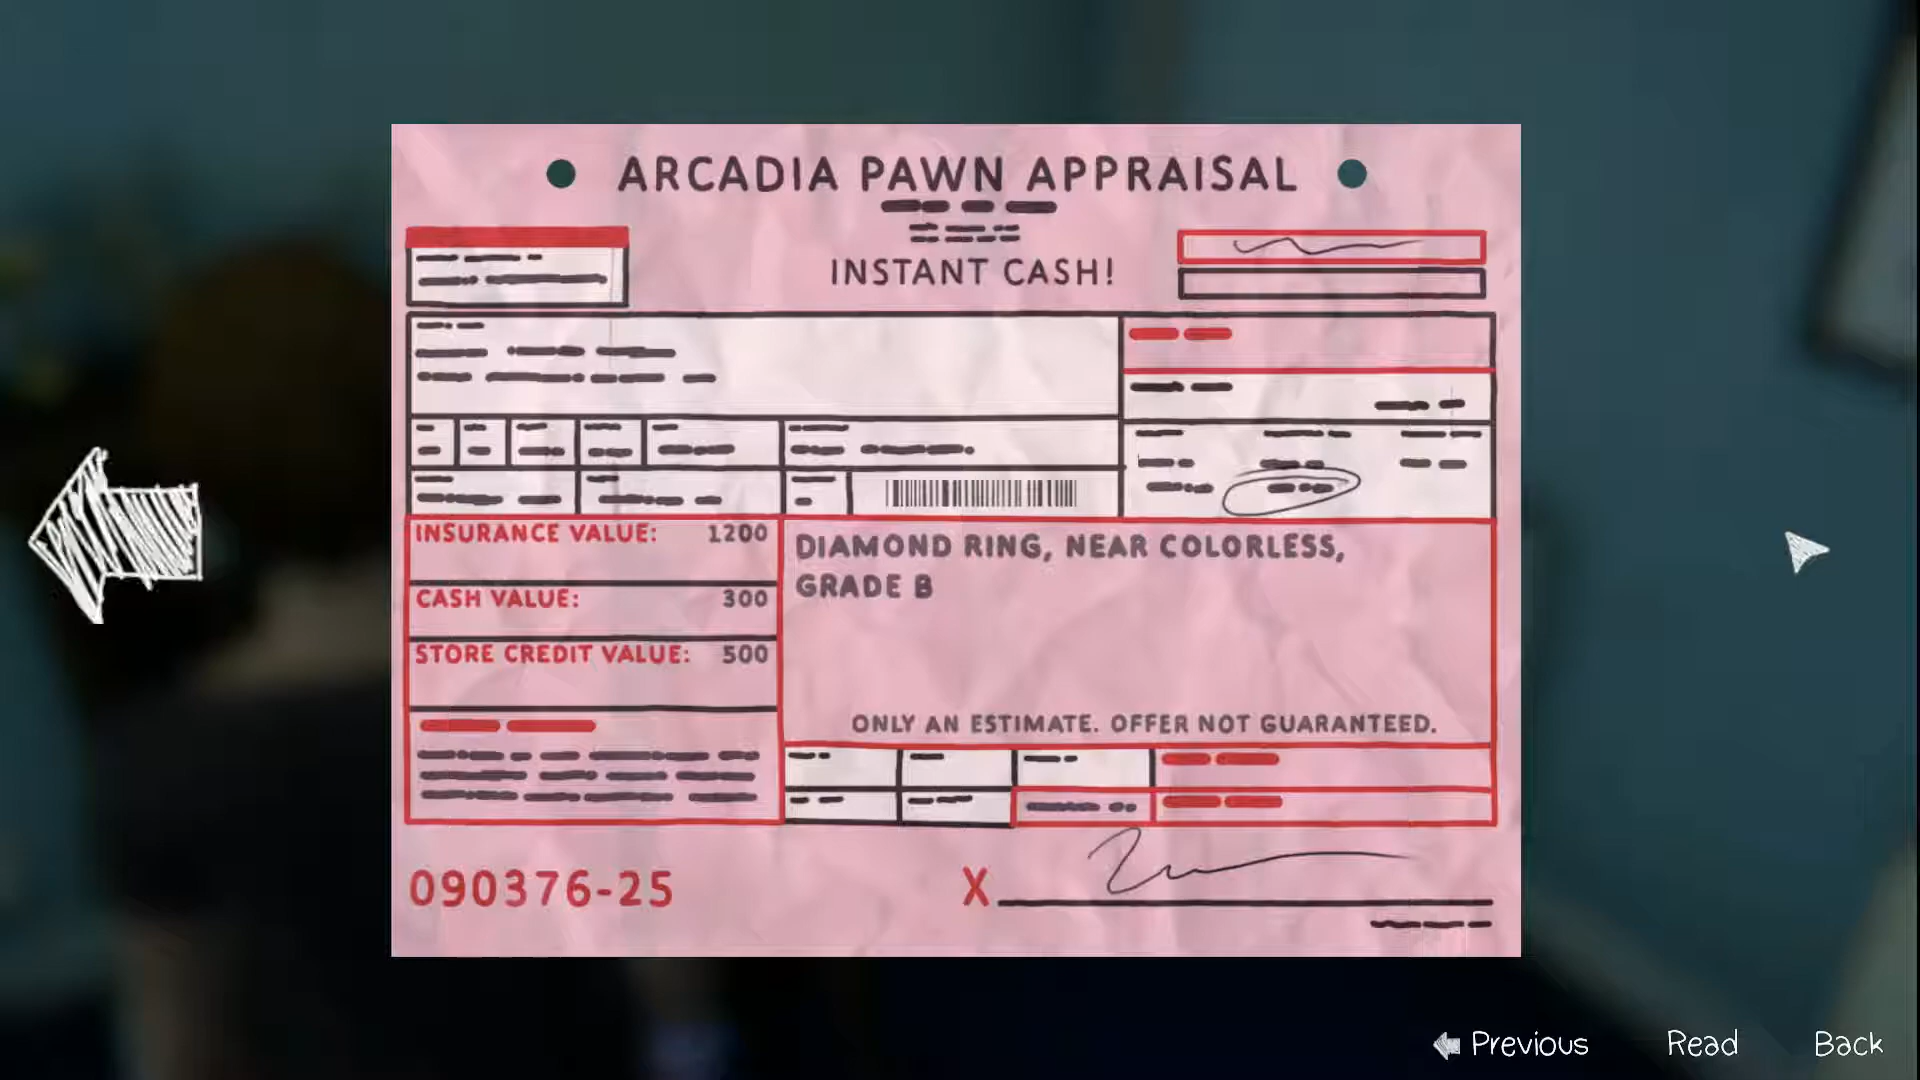 ARCADIA PAWN APPRAISAL
INSTANT CASH!
INSURANCE VALUE: 1200
CASH VALUE: 300
STORE CREDIT VALUE: 500
DIAMOND RING, NEAR COLORLESS,
GRADE B
ONLY AN ESTIMATE. OFFER NOT GUARANTEED.
090376-25
X
Previous
Read
Back